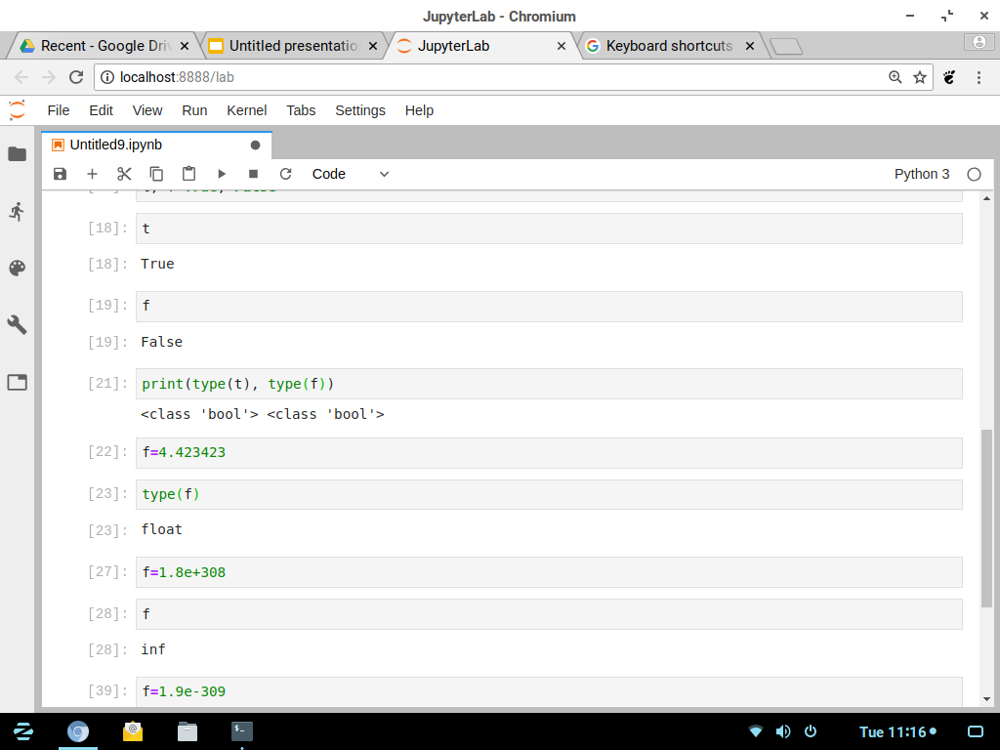 JupyterLab - Chromium
Recent - Google Driv
Untitled presentatio
JupyterLab
Keyboard shortcuts
localhost:8888/lab
File Edit View Run Kernel Tabs Settings Help
Untitled9.ipynb
Code
Python 3
[18]: t
[18]: True
[19]: f
[19]: False
[21]: print(type(t), type(f))
<class 'bool'> <class 'bool'>
[22]: f=4.423423
[23]: type(f)
[23]: float
[27]: f=1.8e+308
[28]: f
[28]: inf
[39]: f=1.9e-309
Tue 11:16